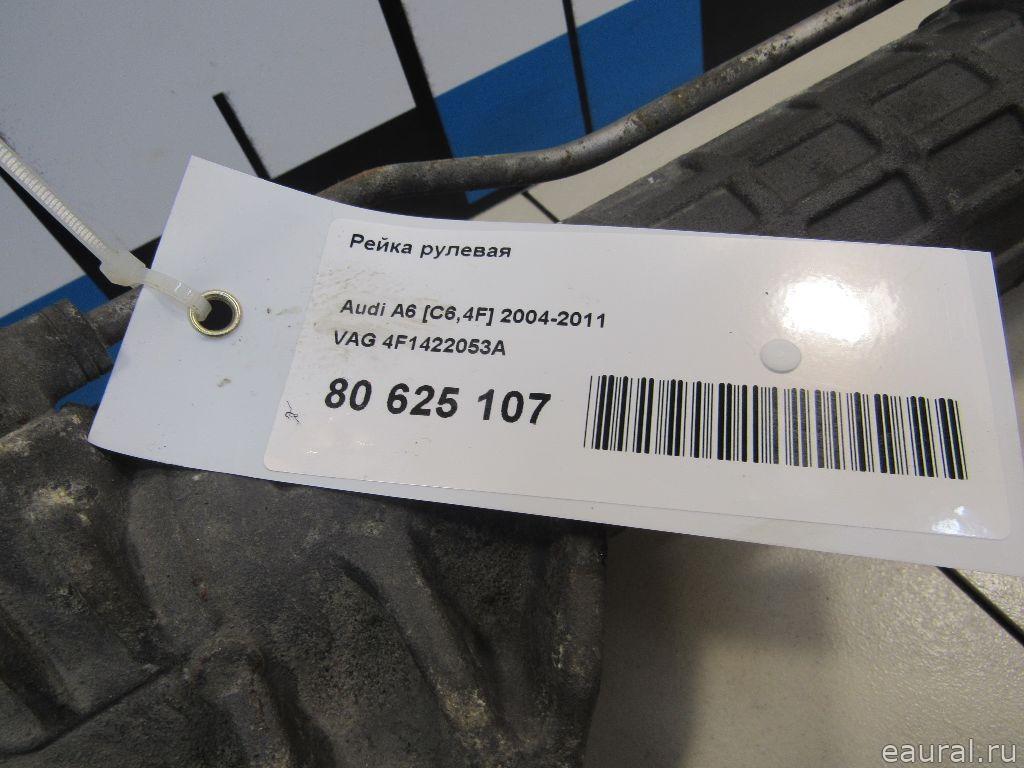 Рейка рулевая
Audi A6 [C6,4F] 2004-2011
VAG 4F1422053A
80 625 107
eaural.ru